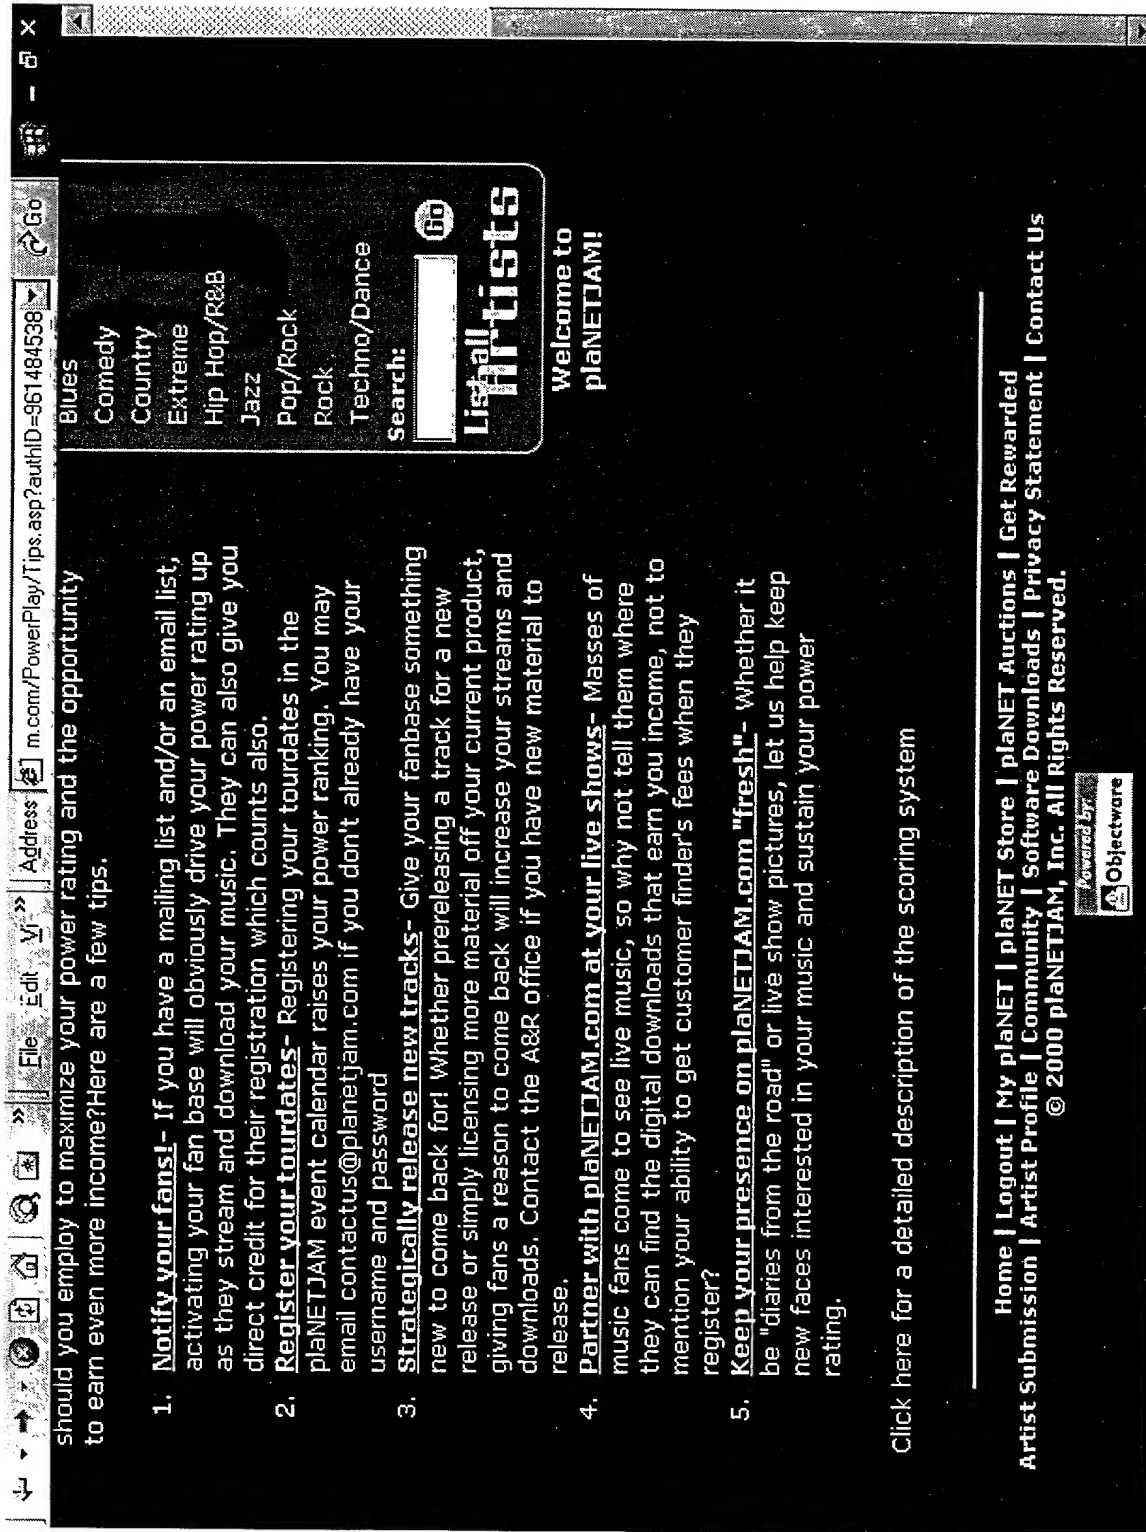 File Edit Vi » Address m.com/PowerPlay/Tips.asp?authID=961484538 Go
should you employ to maximize your power rating and the opportunity
to earn even more income?Here are a few tips.
1. Notify your fans!- If you have a mailing list and/or an email list,
activating your fan base will obviously drive your power rating up
as they stream and download your music. They can also give you
direct credit for their registration which counts also.
2. Register your tourdates- Registering your tourdates in the
plaNETJAM event calendar raises your power ranking. You may
email contactus@planetjam.com if you don't already have your
username and password
3. Strategically release new tracks- Give your fanbase something
new to come back for! Whether prereleasing a track for a new
release or simply licensing more material off your current product,
giving fans a reason to come back will increase your streams and
downloads. Contact the A&R office if you have new material to
release.
4. Partner with plaNETJAM.com at your live shows- Masses of
music fans come to see live music, so why not tell them where
they can find the digital downloads that earn you income, not to
mention your ability to get customer finder's fees when they
register?
5. Keep your presence on plaNETJAM.com "fresh"- Whether it
be "diaries from the road" or live show pictures, let us help keep
new faces interested in your music and sustain your power
rating.
Click here for a detailed description of the scoring system
Blues
Comedy
Country
Extreme
Hip Hop/R&B
Jazz
Pop/Rock
Rock
Techno/Dance
Search:
Go
List all
Artists
Welcome to
plaNETJAM!
Home | Logout | My plaNET | plaNET Store | plaNET Auctions | Get Rewarded
Artist Submission | Artist Profile | Community | Software Downloads | Privacy Statement | Contact Us
© 2000 plaNETJAM, Inc. All Rights Reserved.
Powered by
Objectware